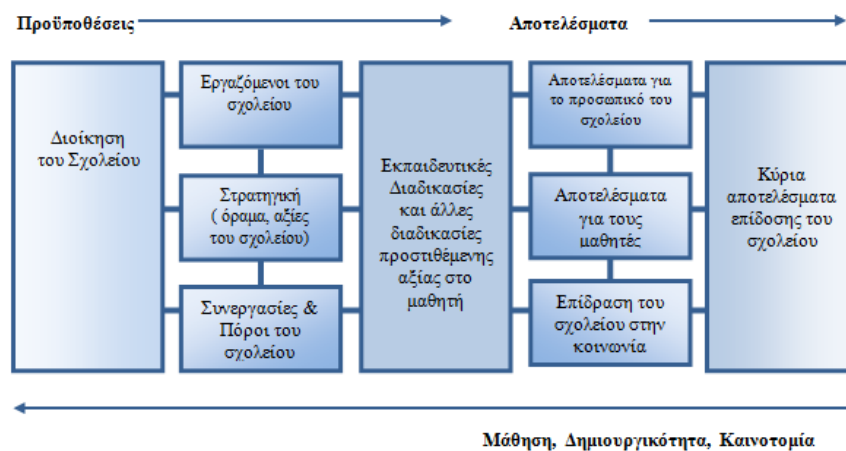 Προϋποθέσεις
Αποτελέσματα
Διοίκηση
του Σχολείου
Εργαζόμενοι του
σχολείου
Στρατηγική
( όραμα, αξίες
του σχολείου)
Συνεργασίες &
Πόροι του
σχολείου
Εκπαιδευτικές
Διαδικασίες
και άλλες
διαδικασίες
προστιθέμενης
αξίας στο
μαθητή
Αποτελέσματα για
το προσωπικό του
σχολείου
Αποτελέσματα
για τους
μαθητές
Επίδραση του
σχολείου στην
κοινωνία
Κύρια
αποτελέσματα
επίδοσης του
σχολείου
Μάθηση, Δημιουργικότητα, Καινοτομία